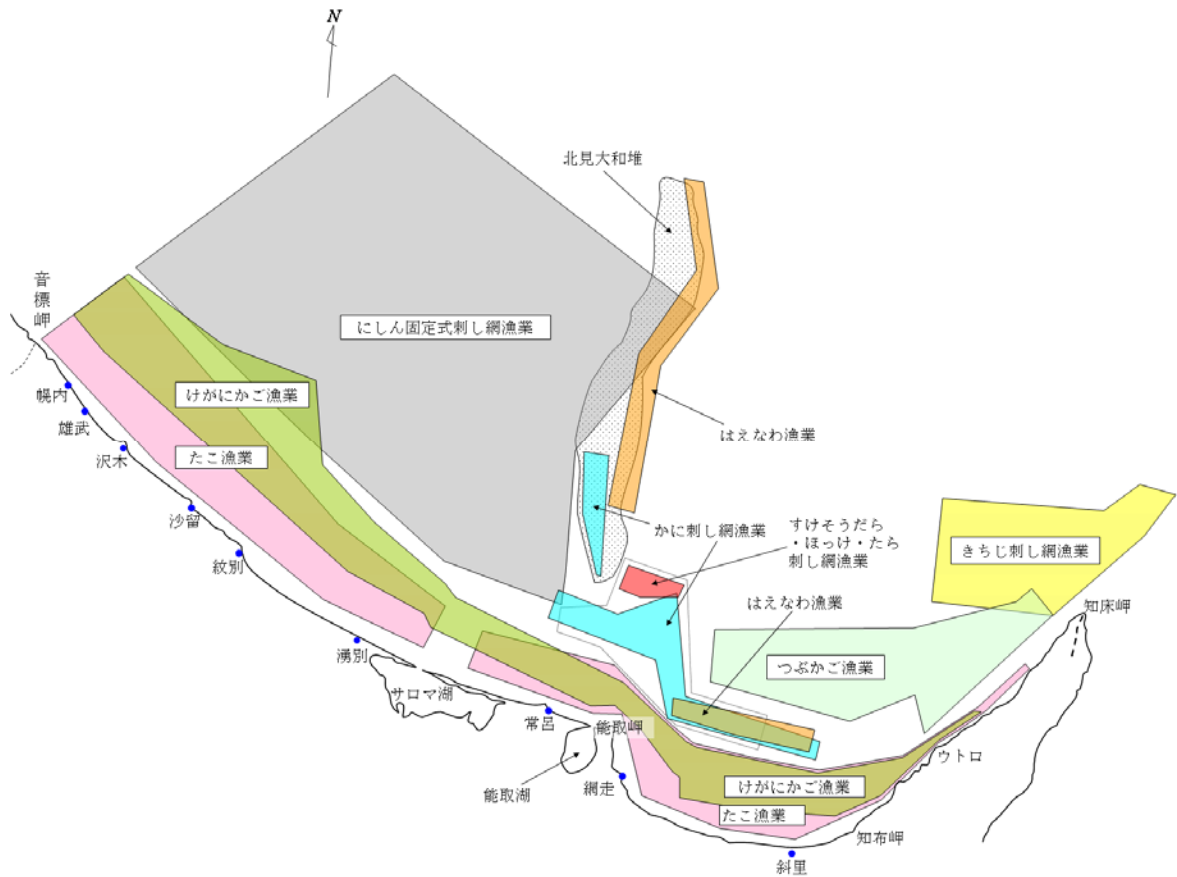 N
北見大和堆
音標岬
にしん固定式刺し網漁業
けがにかご漁業
幌内
雄武
はえなわ漁業
たこ漁業
沢木
沙留
かに刺し網漁業
すけそうだら
・ほっけ・たら
刺し網漁業
きちじ刺し網漁業
紋別
はえなわ漁業
知床岬
湧別
つぶかご漁業
サロマ湖
常呂
能取岬
ウトロ
能取湖
網走
けがにかご漁業
たこ漁業
知布岬
斜里